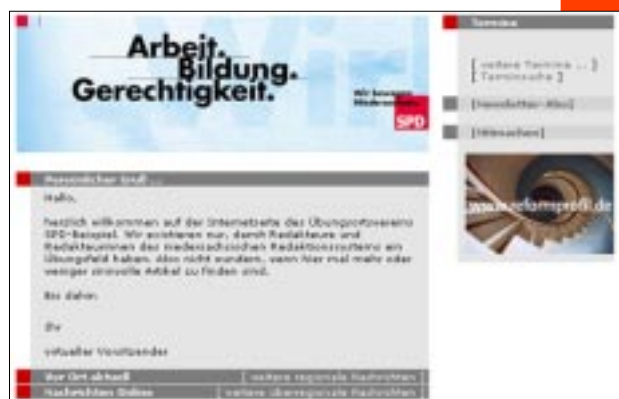 Arbeit.
Bildung.
Gerechtigkeit.
Wir bewegen
Niedersachsen
SPD
Persönlicher Gruß ...
Hallo,
herzlich willkommen auf der Internetseite des Übungsortsvereins
SPD-Beispiel. Wir existieren nur, damit Redakteure und
Redakteurinnen des niedersächsischen Redaktionssystems ein
Übungsfeld haben. Also nicht wundern, wenn hier mal mehr oder
weniger sinnvolle Artikel zu finden sind.
Bis dahin
Ihr
virtueller Vorsitzender
Vor Ort aktuell [ weitere regionale Nachrichten ]
Nachrichten Online [ weitere überregionale Nachrichten ]
Termine
[ weitere Termine ... ]
[ Terminsuche ]
[Newsletter-Abo]
[Mitmachen]
www.reformprofil.de